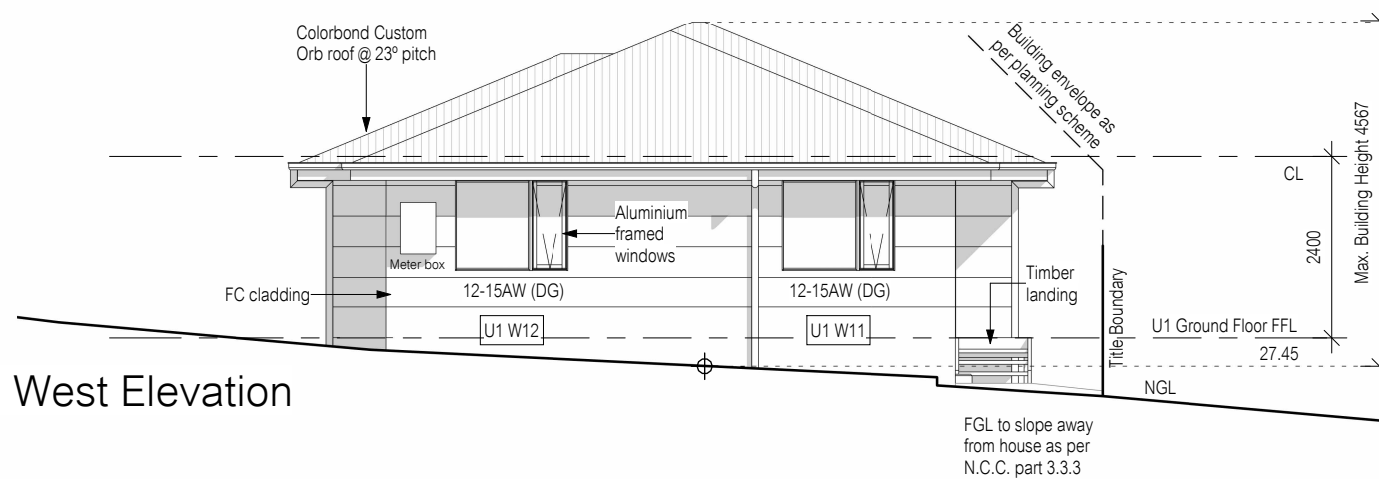 Colorbond Custom
Orb roof @ 23º pitch
Building envelope as
per planning scheme
Max. Building Height 4567
CL
2400
Aluminium
framed
windows
Meter box
FC cladding
12-15AW (DG)
12-15AW (DG)
Timber
landing
Title Boundary
U1 W12
U1 W11
U1 Ground Floor FFL
27.45
NGL
West Elevation
FGL to slope away
from house as per
N.C.C. part 3.3.3